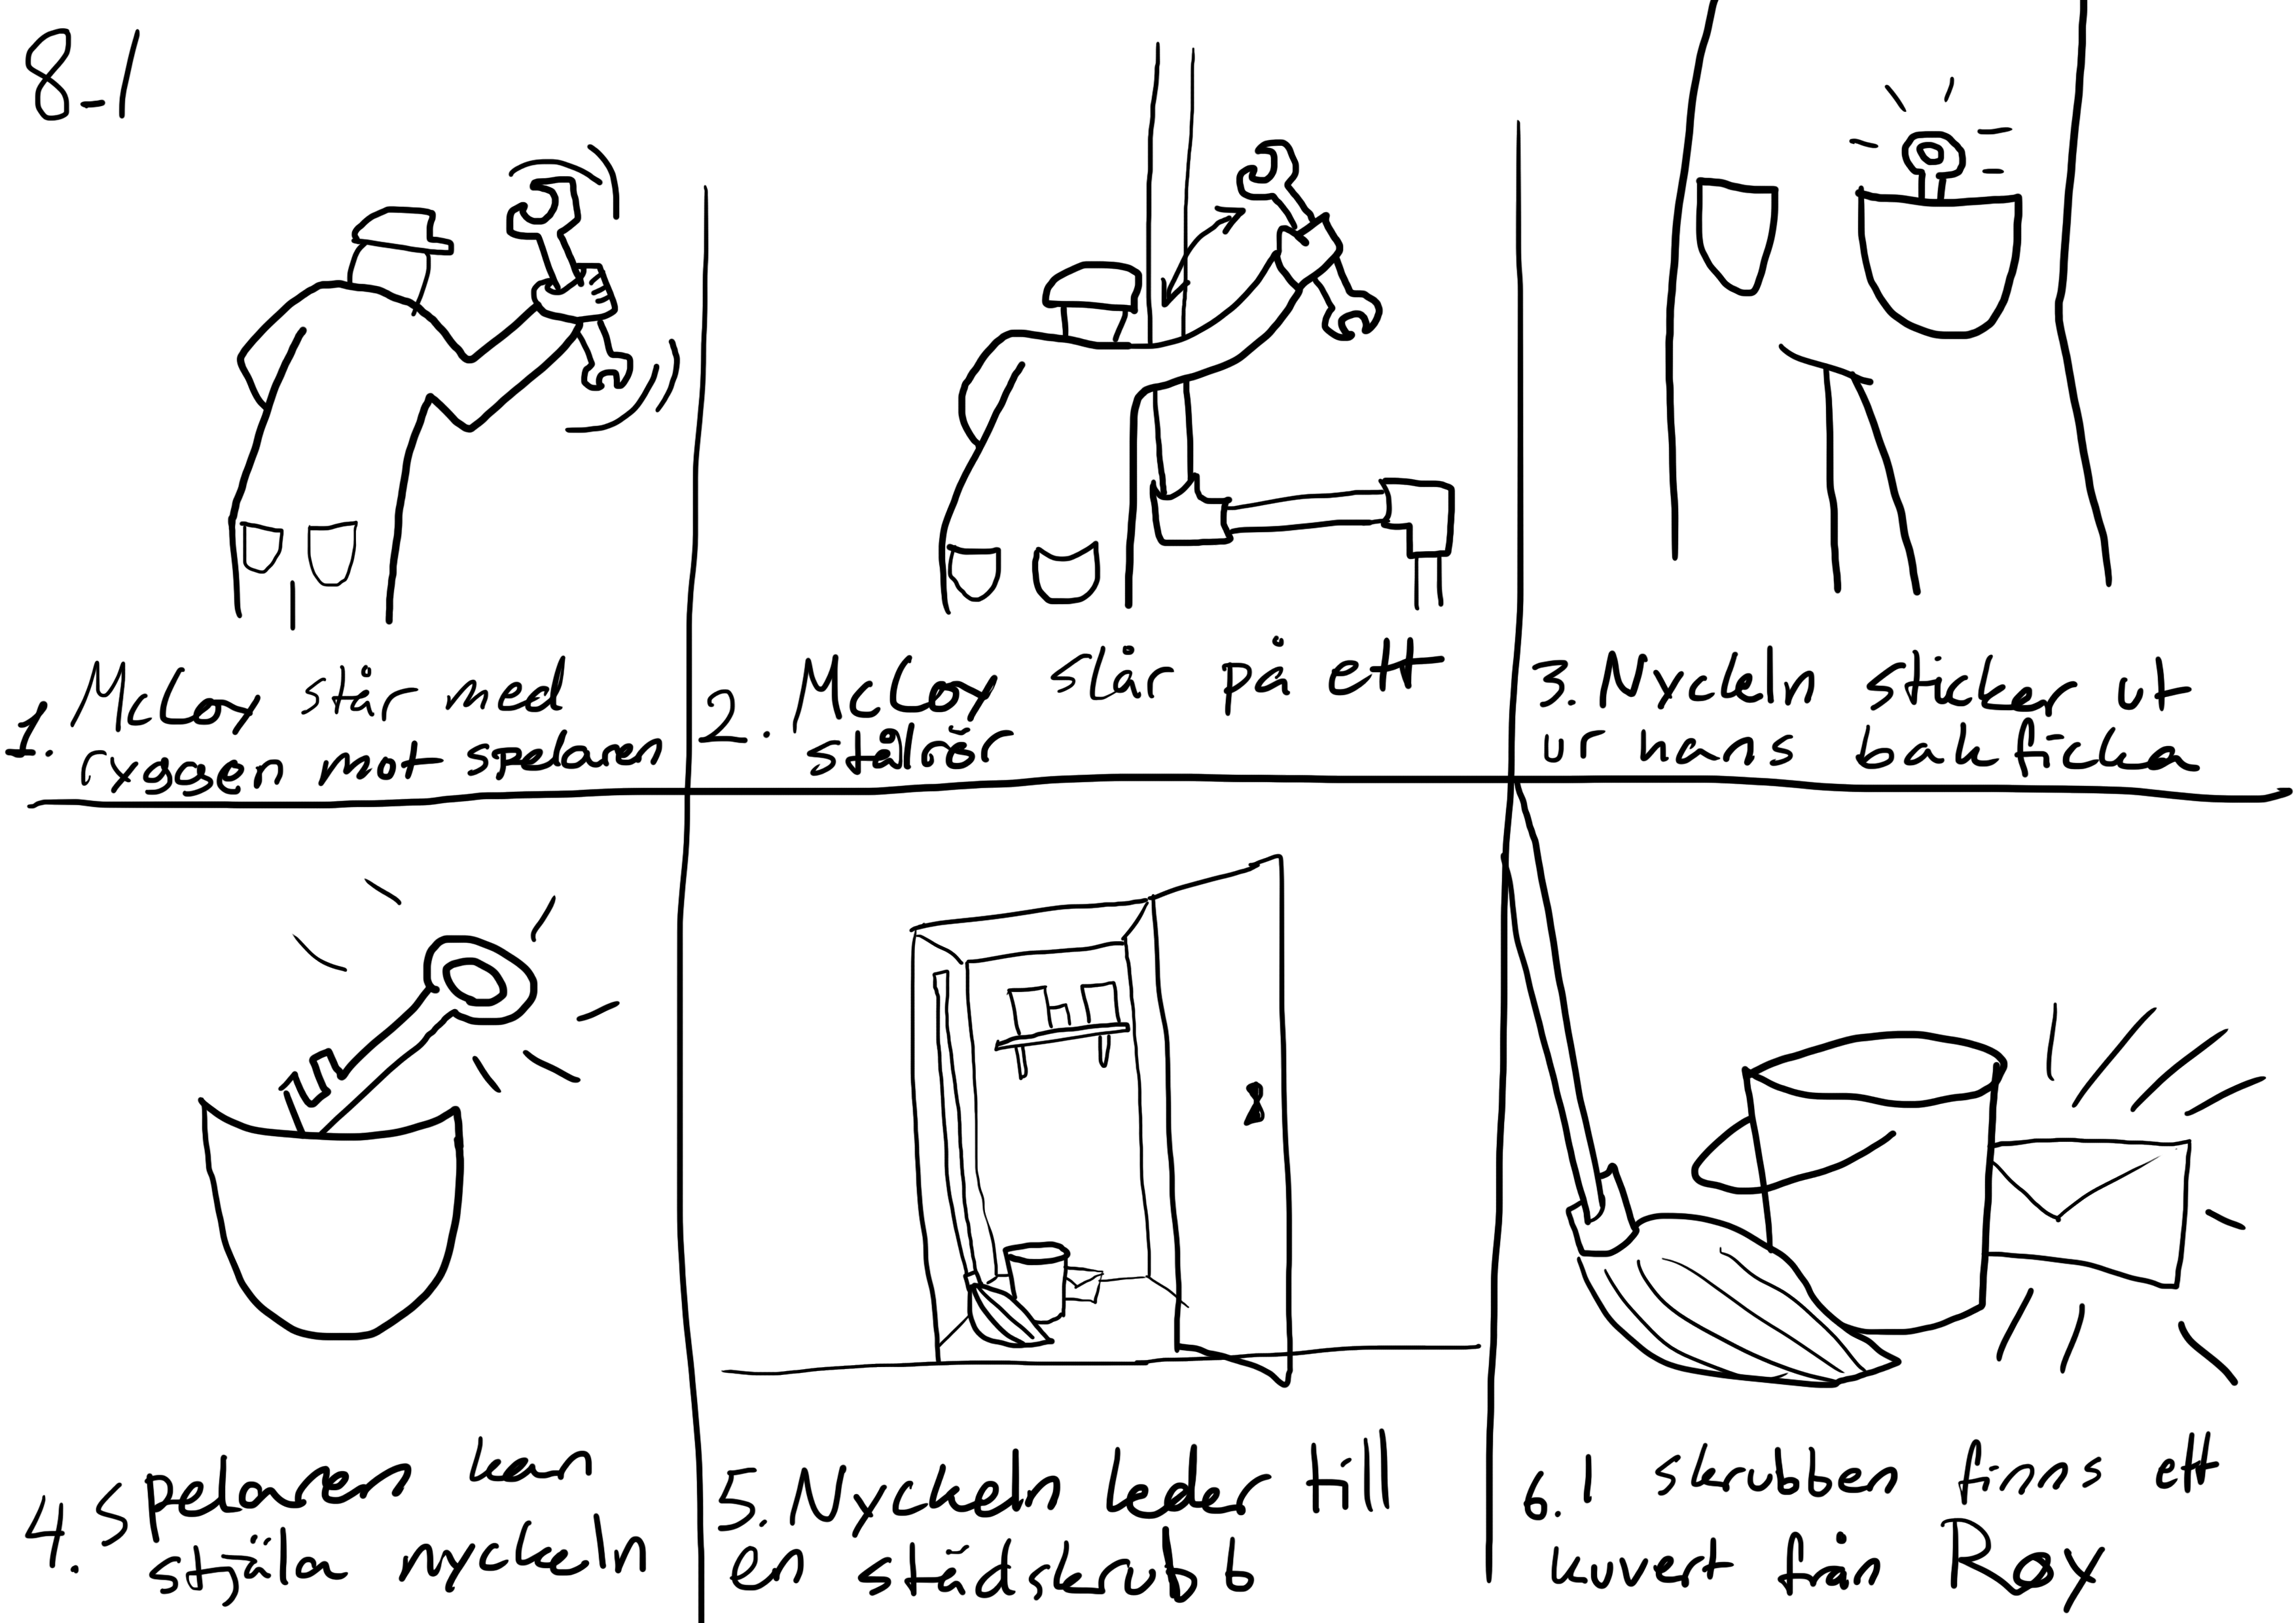 8-1
1. McCoy står med
ryggen mot spelaren
2. McCoy slår på ett
stålrör
3. Nyckeln sticker ut
ur hans bakficka
4. Spelaren kan
stjäla nyckeln
5. Nyckeln leder till
en städskrubb
6. I skrubben finns ett
kuvert från Roy